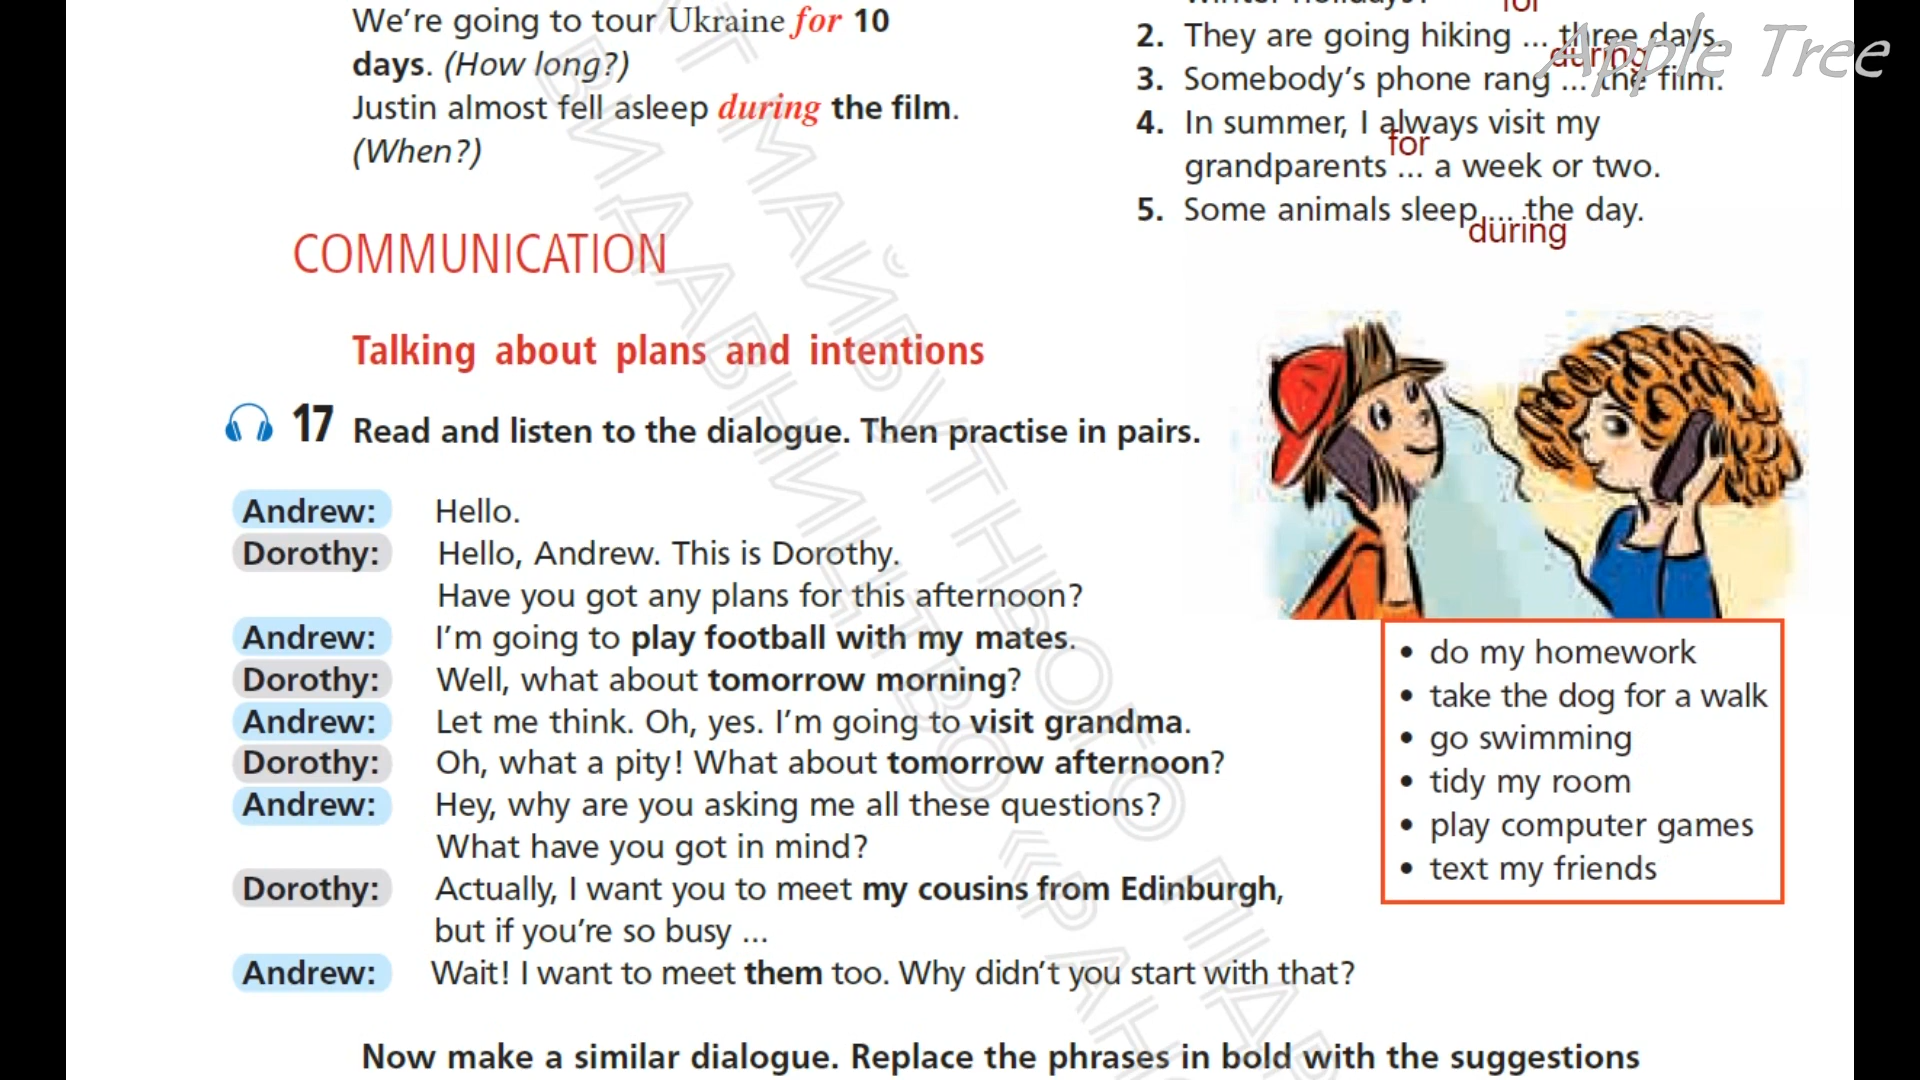 We're going to tour Ukraine for 10
days. (How long?)
Justin almost fell asleep during the film.
(When?)
for
2. They are going hiking ... three days.
during
3. Somebody's phone rang ... the film.
4. In summer, I always visit my
for
grandparents ... a week or two.
5. Some animals sleep ... the day.
during
Apple Tree
COMMUNICATION
Talking about plans and intentions
17 Read and listen to the dialogue. Then practise in pairs.
Andrew: Hello.
Dorothy: Hello, Andrew. This is Dorothy.
Have you got any plans for this afternoon?
Andrew: I'm going to play football with my mates.
Dorothy: Well, what about tomorrow morning?
Andrew: Let me think. Oh, yes. I'm going to visit grandma.
Dorothy: Oh, what a pity! What about tomorrow afternoon?
Andrew: Hey, why are you asking me all these questions?
What have you got in mind?
Dorothy: Actually, I want you to meet my cousins from Edinburgh,
but if you're so busy ...
Andrew: Wait! I want to meet them too. Why didn't you start with that?
• do my homework
• take the dog for a walk
• go swimming
• tidy my room
• play computer games
• text my friends
Now make a similar dialogue. Replace the phrases in bold with the suggestions
ВИДАВНИЦТВО «РАН
Т МАЙБУТНЬОГО ПІД